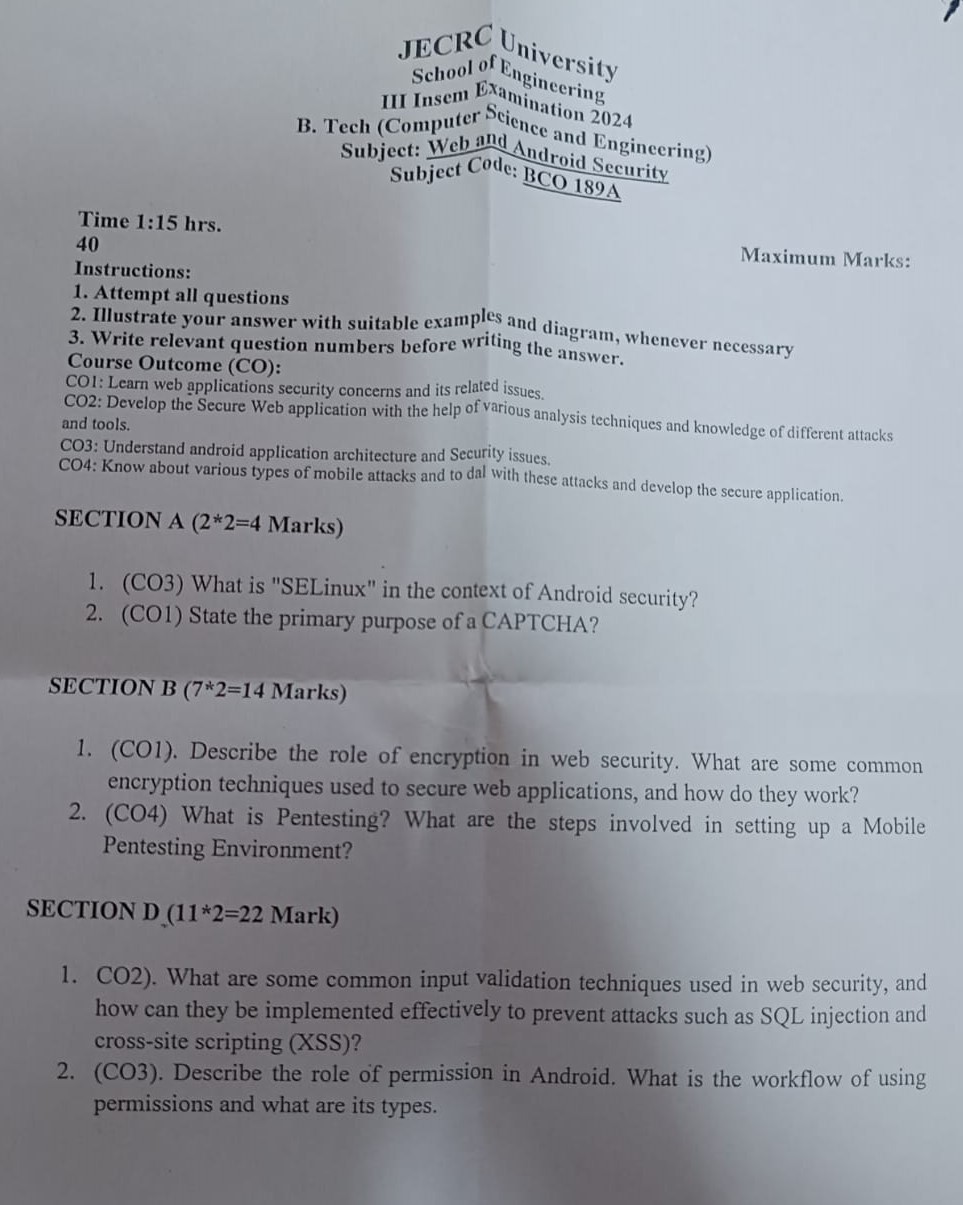 JECRC University
School of Engineering
III Insem Examination 2024
B. Tech (Computer Science and Engineering)
Subject: Web and Android Security
Subject Code: BCO 189A
Time 1:15 hrs.
40
Maximum Marks:
Instructions:
1. Attempt all questions
2. Illustrate your answer with suitable examples and diagram, whenever necessary
3. Write relevant question numbers before writing the answer.
Course Outcome (CO):
CO1: Learn web applications security concerns and its related issues.
CO2: Develop the Secure Web application with the help of various analysis techniques and knowledge of different attacks
and tools.
CO3: Understand android application architecture and Security issues.
CO4: Know about various types of mobile attacks and to dal with these attacks and develop the secure application.
SECTION A (2*2=4 Marks)
1. (CO3) What is "SELinux" in the context of Android security?
2. (CO1) State the primary purpose of a CAPTCHA?
SECTION B (7*2=14 Marks)
1. (CO1). Describe the role of encryption in web security. What are some common
encryption techniques used to secure web applications, and how do they work?
2. (CO4) What is Pentesting? What are the steps involved in setting up a Mobile
Pentesting Environment?
SECTION D (11*2=22 Mark)
1. CO2). What are some common input validation techniques used in web security, and
how can they be implemented effectively to prevent attacks such as SQL injection and
cross-site scripting (XSS)?
2. (CO3). Describe the role of permission in Android. What is the workflow of using
permissions and what are its types.